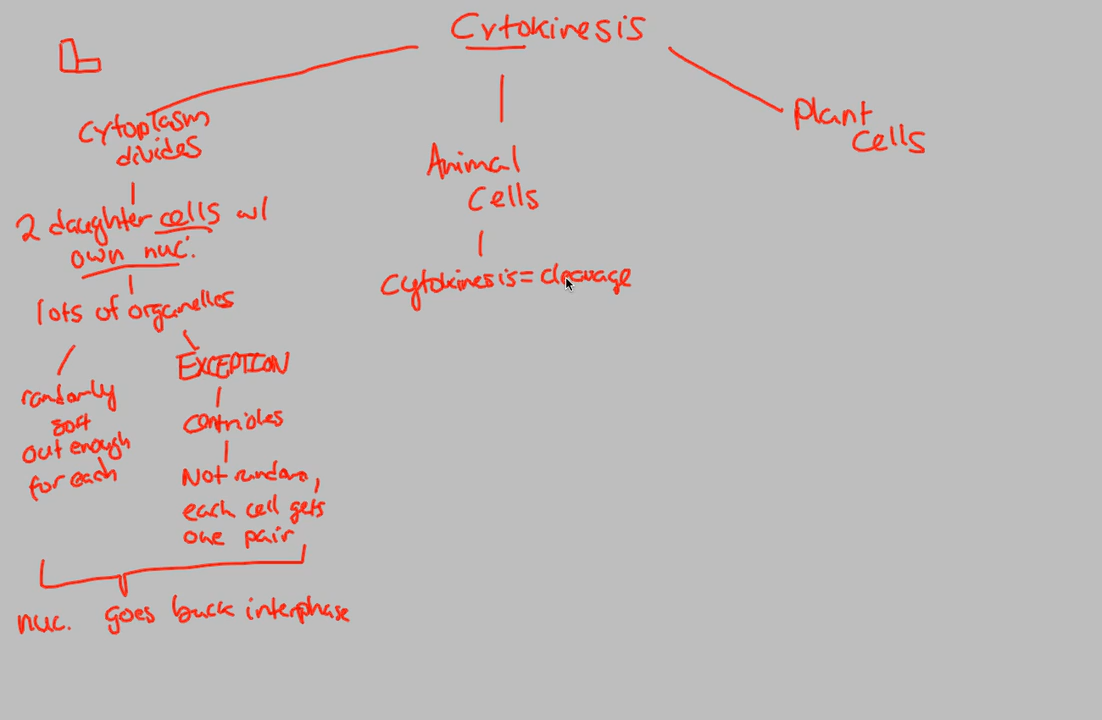 Cytokinesis
Cytoplasm
divides
2 daughter cells w/
own nuc.
lots of organelles
randomly
sort
out enough
for each
EXCEPTION
Centrioles
Not random,
each cell gets
one pair
nuc. goes back interphase
Animal
Cells
Cytokinesis = cleavage
Plant
Cells